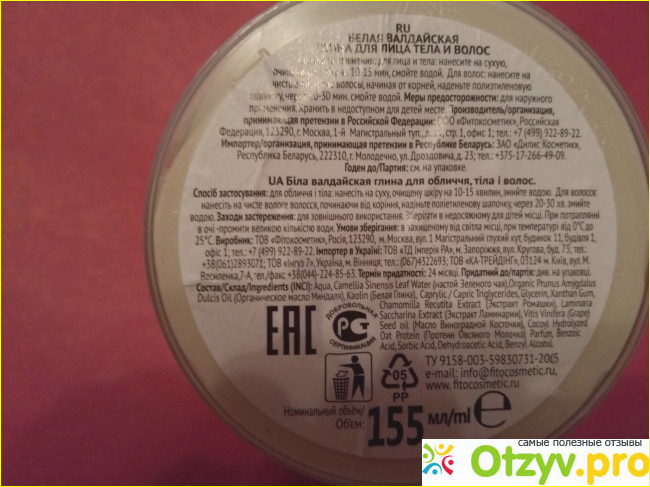 RU
БЕЛАЯ ВАЛДАЙСКАЯ
ДЛЯ ЛИЦА ТЕЛА И ВОЛОС
для лица и тела: нанесите на сухую,
10-15 мин, смойте водой. Для волос: нанесите на
волосы, начиная от корней, наденьте полиэтиленовую
мин. смойте водой. Меры предосторожности: для наружного
применения. Хранить в недоступном для детей месте. Производитель/организация,
принимающая претензии в Российской Федерации: ООО «Фитокосметик», Российская
Федерация, 123290, г. Москва, 1-й Магистральный туп., стр. 1, офис 1; тел: +7 (499) 922-89-22.
Импортер/организация, принимающая претензии в Республике Беларусь: ЗАО «Дилис Косметик»,
Республика Беларусь, 222310, г. Молодечно, ул. Дроздовича, д. 23; тел.: +375-17-266-49-09.
Годен до/Партия: см. на упаковке.
UA Біла валдайская глина для обличчя, тіла і волос.
Спосіб застосування: для обличчя і тіла: нанесіть на суху, очищену шкіру на 10-15 хвилин, змийте водою. Для волосся:
нанесіть на чисте вологе волосся, починаючи від коріння, надіньте поліетиленову шапочку, через 20-30 хв. змийте
водою. Заходи застереження: для зовнішнього використання. Зберігати в недосяжному для дітей місці. При потраплянні
в очі -промити великою кількістю води. Умови зберігання: в захищеному від світла місці, при температурі від 0°C до
25°C. Виробник: ТОВ «Фітокосметік», Росія, 123290, м. Москва, вул. 1 Магістральный глухий кут, будинок 11, будівля 1,
офіс 1, тел: +7 (499) 922-89-22. Імпортер в Україні: ТОВ «ТД Імперія РА», м. Запоріжжя, вул. Кругова, буд. 73; тел.:
+38(061)2893071; ТОВ «Інгуз 7», Україна, м. Вінниця; тел.: (067)4322693; ТОВ «КА-ТРЕЙДІНГ», 03124 м. Київ, вул. М.
Василенка,7-А, тел./факс +38(044)-224-85-63. Термін придатності: 24 місяці. Придатний до/партія: див. на упаковці.
Состав/Склад/Ingredients (INCI): Aqua, Camellia Sinensis Leaf Water (настой Зеленого чая),Organic Prunus Amygdalus
Dulcis Oil (Органическое масло Миндаля), Kaolin (Белая Глина), Caprylic / Capric Triglycerides, Glycerin, Xanthan Gum,
Chamomilla Recutita Extract (Экстракт Ромашки), Laminaria
Saccharina Extract (Экстракт Ламинарии), Vitis Vinifera (Grape)
Seed oil (Масло Виноградной Косточки), Cocoyl Hydrolyzed
Oat Protein (Протеин Овсяного Молочка) Parfum, Benzoic
Acid, Sorbic Acid, Dehydroacetic Acid, Benzyl Alcohol.
ЕАС
ДОБРОВОЛЬНАЯ
РСТ
СЕРТИФИКАЦИЯ
ТУ 9158-003-59830731-2005
e-mail: info@fitocosmetic.ru
www.fitocosmetic.ru
05
PP
Номинальный объем/
Об'єм: 155 мл/ml e
самые полезные отзывы
Otzyv.pro